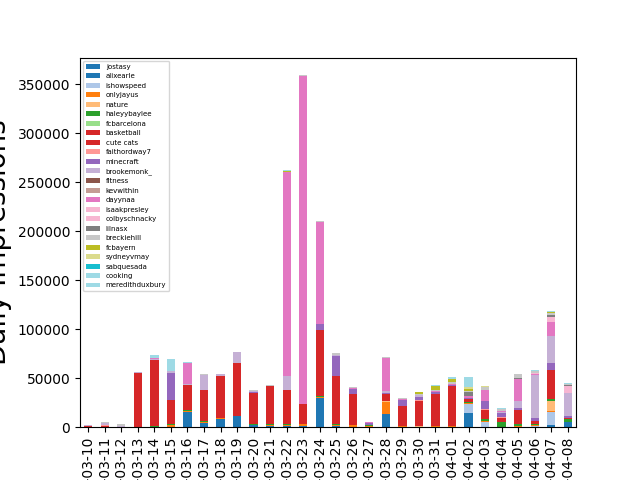 Daily Impressions
350000
300000
250000
200000
150000
100000
50000
0
jostasy
alixearle
ishowspeed
onlyjayus
nature
haleyybaylee
fcbarcelona
basketball
cute cats
faithordway7
minecraft
brookemonk_
fitness
kevwithin
dayynaa
isaakpresley
colbyschnacky
ilinasx
breckiehill
fcbayern
sydneyvmay
sabquesada
cooking
meredithduxbury
03-10
03-11
03-12
03-13
03-14
03-15
03-16
03-17
03-18
03-19
03-20
03-21
03-22
03-23
03-24
03-25
03-26
03-27
03-28
03-29
03-30
03-31
04-01
04-02
04-03
04-04
04-05
04-06
04-07
04-08